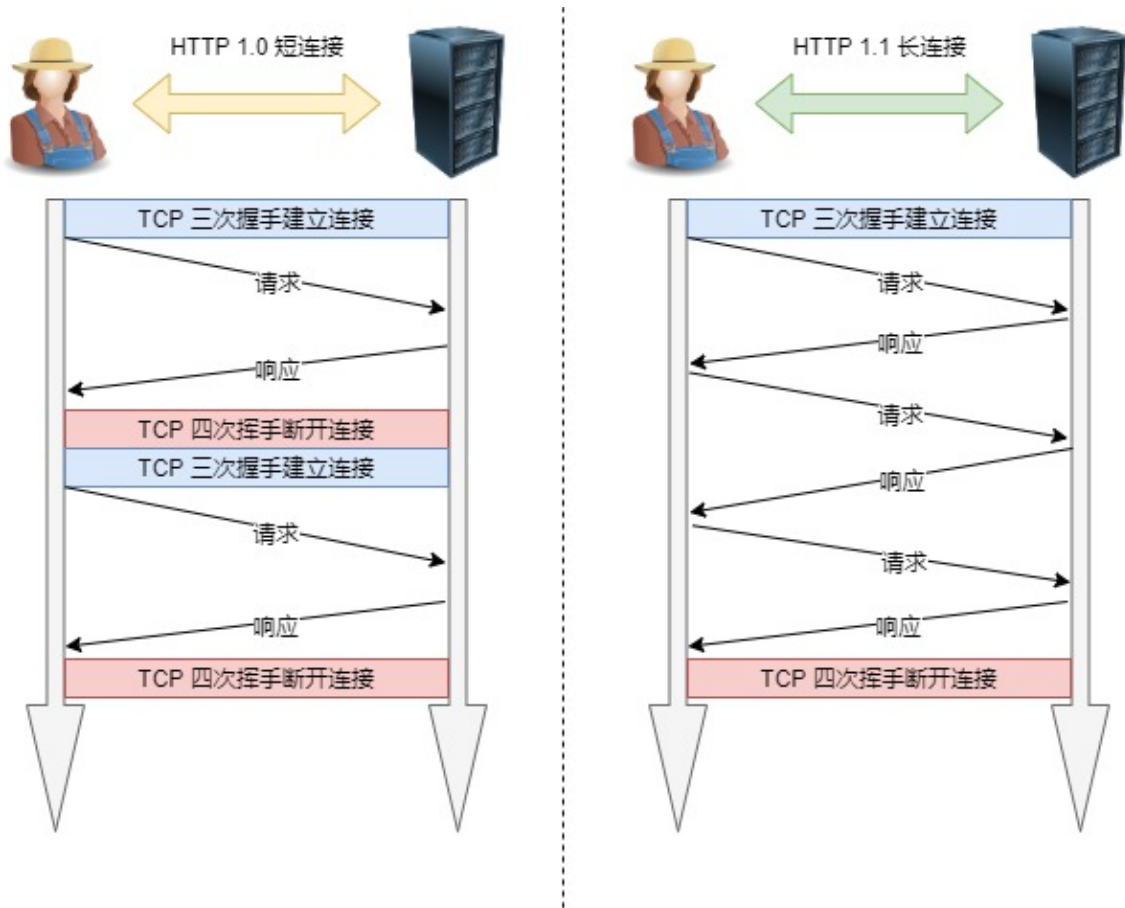 HTTP 1.0 短连接
TCP 三次握手建立连接
请求
响应
TCP 四次挥手断开连接
TCP 三次握手建立连接
请求
响应
TCP 四次挥手断开连接
HTTP 1.1 长连接
TCP 三次握手建立连接
请求
响应
请求
响应
请求
响应
TCP 四次挥手断开连接